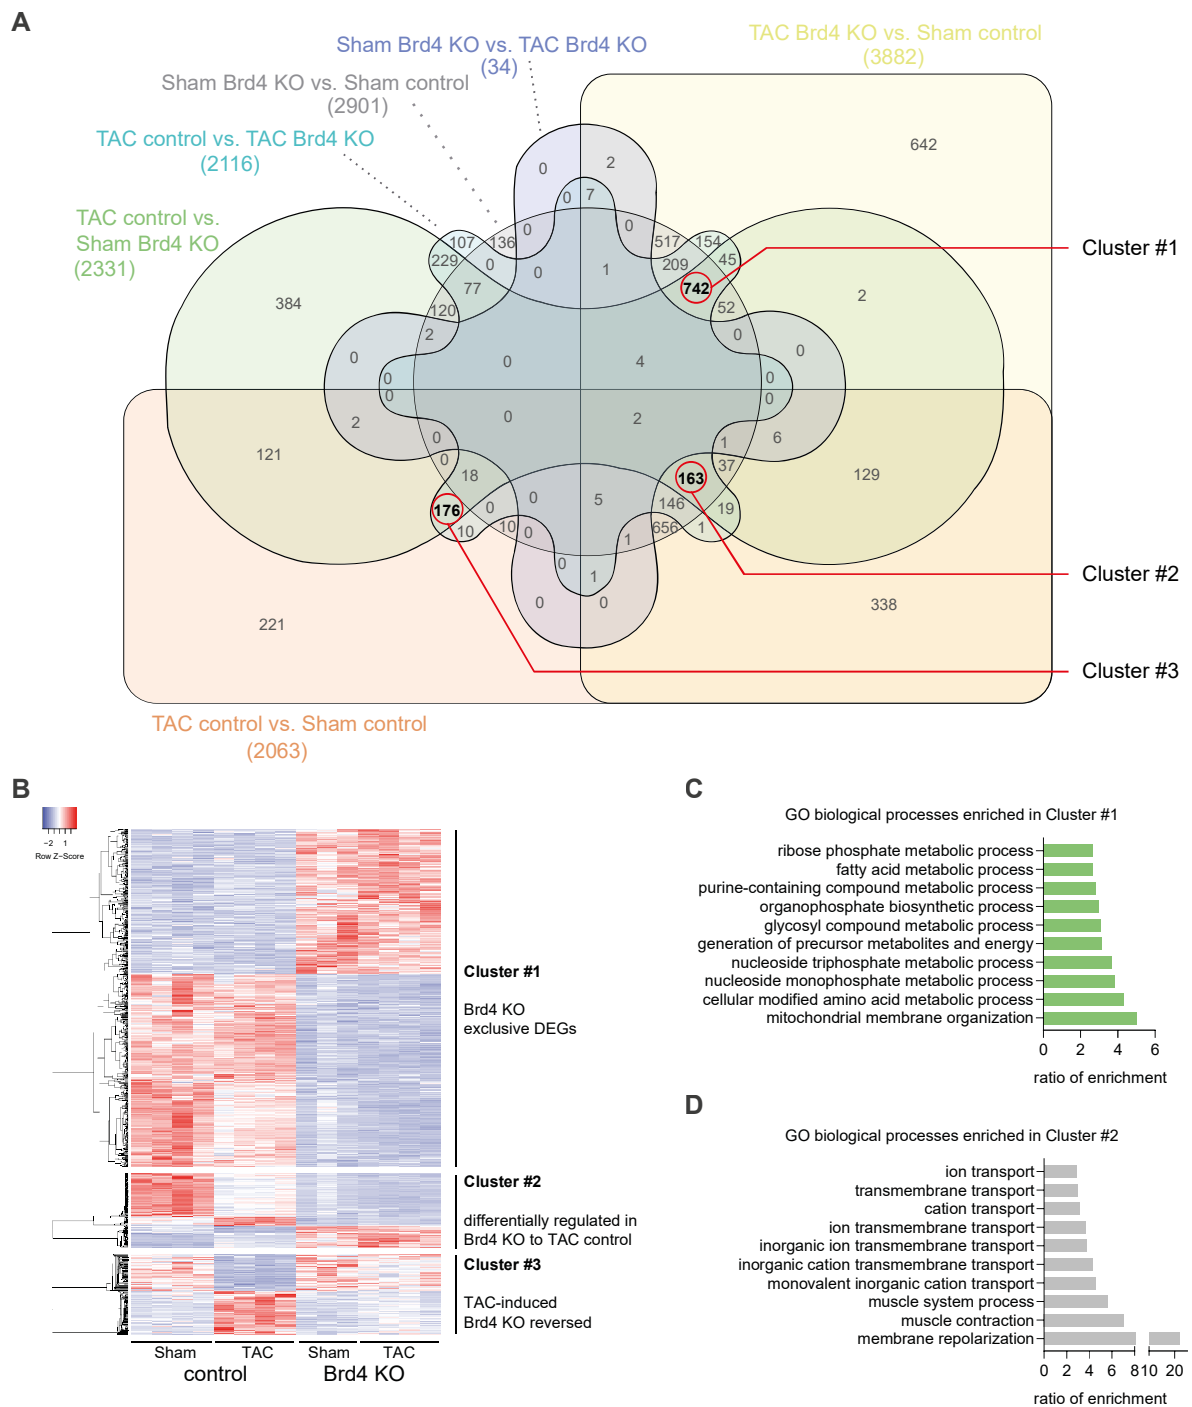 A
Sham Brd4 KO vs. TAC Brd4 KO
(34)
TAC Brd4 KO vs. Sham control
(3882)
Sham Brd4 KO vs. Sham control
(2901)
TAC control vs. TAC Brd4 KO
(2116)
TAC control vs.
Sham Brd4 KO
(2331)
642
0 2
0 7
0 0
107 136 517 154
229 0 0 1 209 45
77 742 52
Cluster #1
384 120 2
2 0 0
0 0 0 4 0
0 0 2 0
2 0 1 6
121 0 18 163 37 129
176 0 0 5 146 19
10 10 0 1 656 1
0 1
0 0
Cluster #2
221 338
Cluster #3
TAC control vs. Sham control
(2063)
B
−2 1
Row Z−Score
Cluster #1
Brd4 KO
exclusive DEGs
Cluster #2
differentially regulated in
Brd4 KO to TAC control
Cluster #3
TAC-induced
Brd4 KO reversed
Sham TAC Sham TAC
control Brd4 KO
C
GO biological processes enriched in Cluster #1
ribose phosphate metabolic process
fatty acid metabolic process
purine-containing compound metabolic process
organophosphate biosynthetic process
glycosyl compound metabolic process
generation of precursor metabolites and energy
nucleoside triphosphate metabolic process
nucleoside monophosphate metabolic process
cellular modified amino acid metabolic process
mitochondrial membrane organization
0 2 4 6
ratio of enrichment
D
GO biological processes enriched in Cluster #2
ion transport
transmembrane transport
cation transport
ion transmembrane transport
inorganic ion transmembrane transport
inorganic cation transmembrane transport
monovalent inorganic cation transport
muscle system process
muscle contraction
membrane repolarization
0 2 4 6 8 10 20
ratio of enrichment